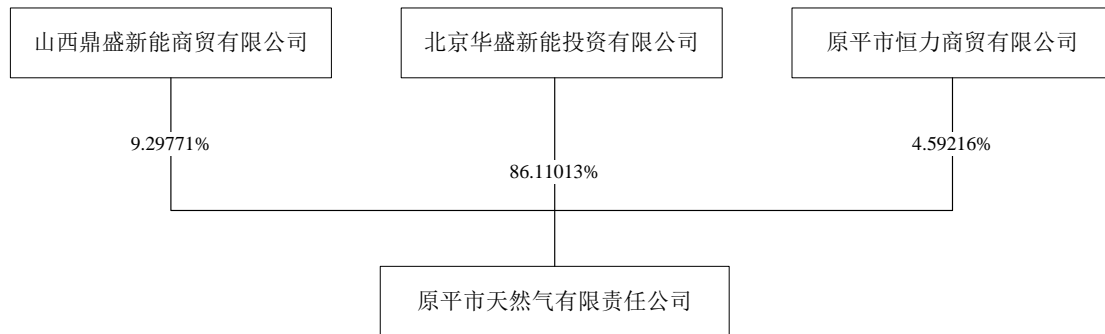 山西鼎盛新能商贸有限公司
北京华盛新能投资有限公司
原平市恒力商贸有限公司
9.29771%
86.11013%
4.59216%
原平市天然气有限责任公司